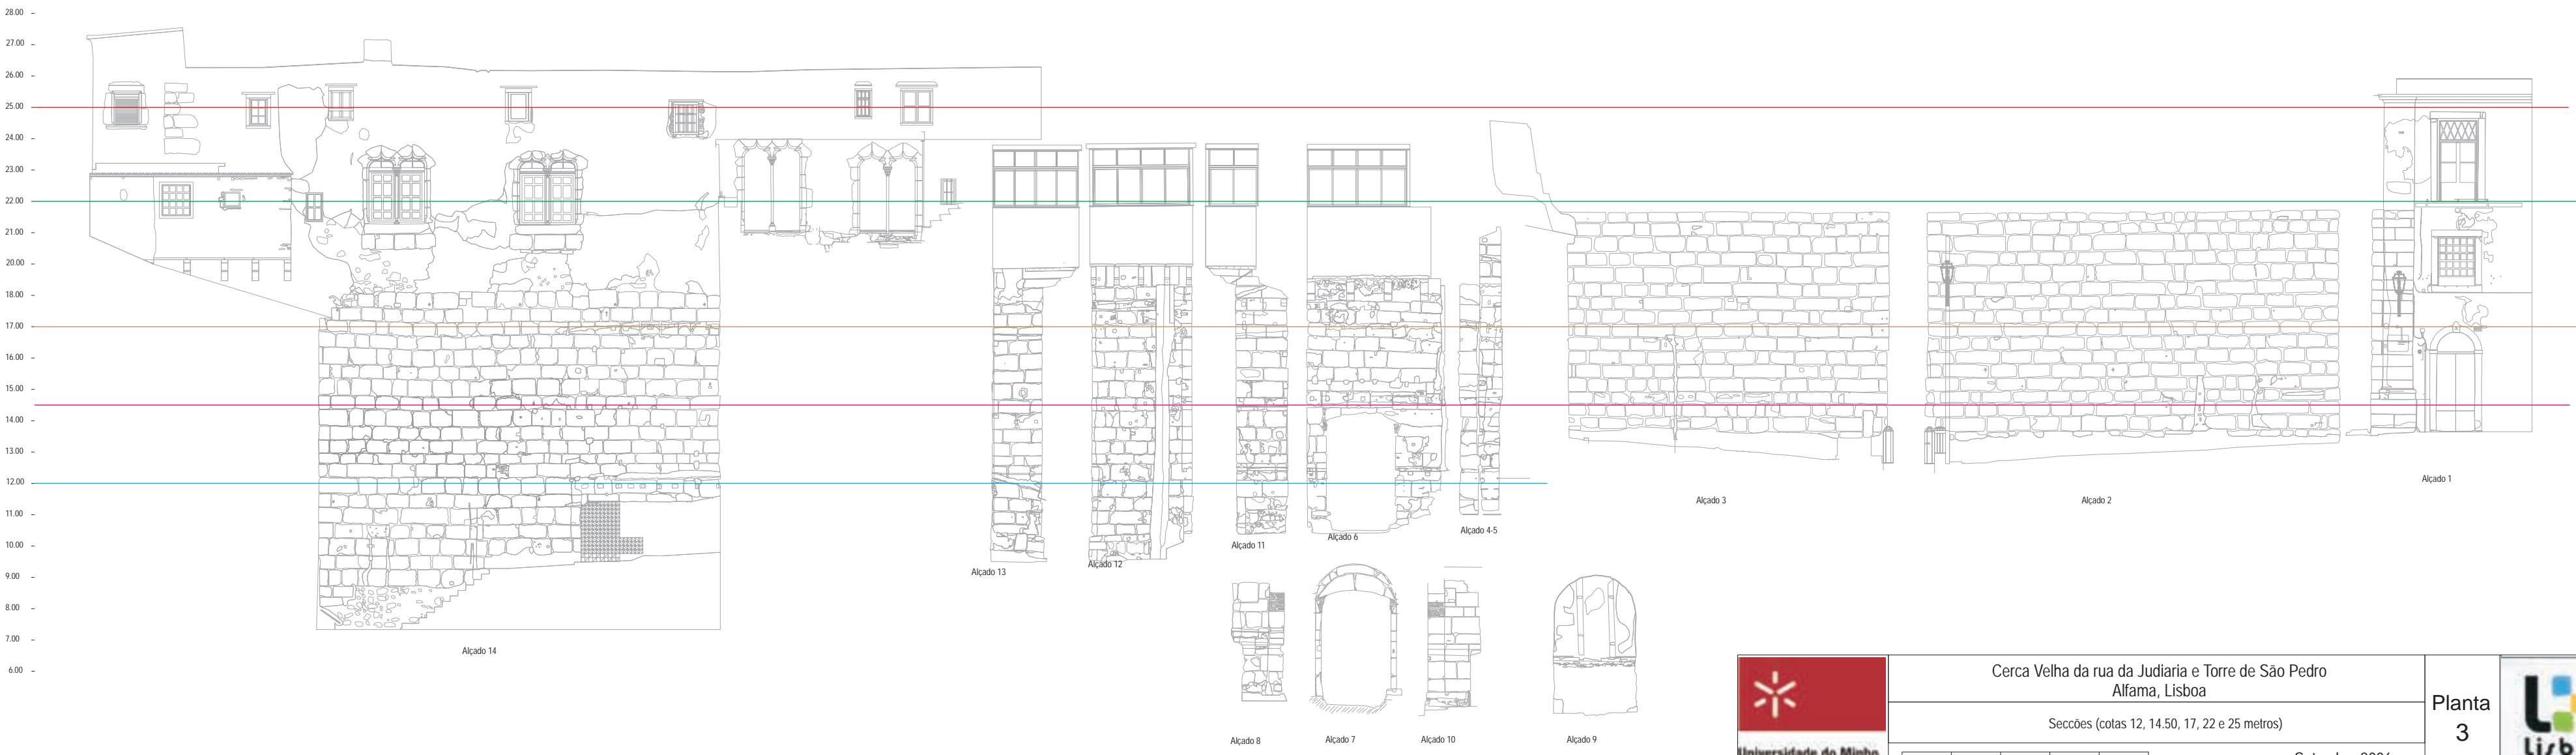 28.00
27.00
26.00
25.00
24.00
23.00
22.00
21.00
20.00
18.00
17.00
16.00
15.00
14.00
13.00
12.00
11.00
10.00
9.00
8.00
7.00
6.00
Alçado 14
Alçado 13
Alçado 12
Alçado 11
Alçado 6
Alçado 4-5
Alçado 3
Alçado 2
Alçado 1
Alçado 8
Alçado 7
Alçado 10
Alçado 9
Universidade do Minho
Cerca Velha da rua da Judiaria e Torre de São Pedro
Alfama, Lisboa
Seccões (cotas 12, 14.50, 17, 22 e 25 metros)
Planta
3